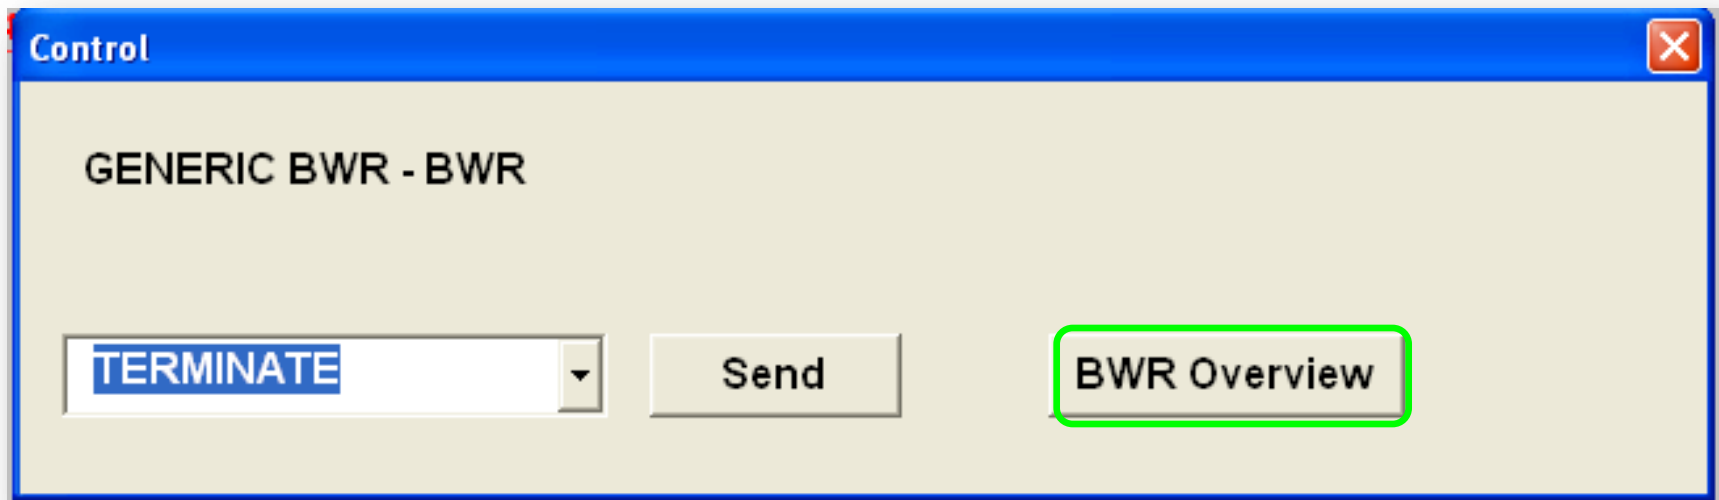 Control
GENERIC BWR - BWR
TERMINATE
Send
BWR Overview